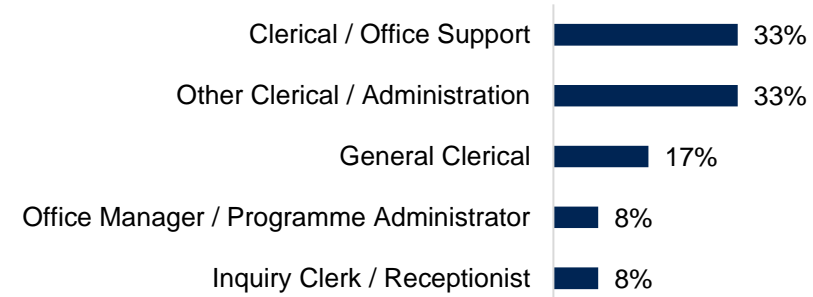 Clerical / Office Support 33%
Other Clerical / Administration 33%
General Clerical 17%
Office Manager / Programme Administrator 8%
Inquiry Clerk / Receptionist 8%